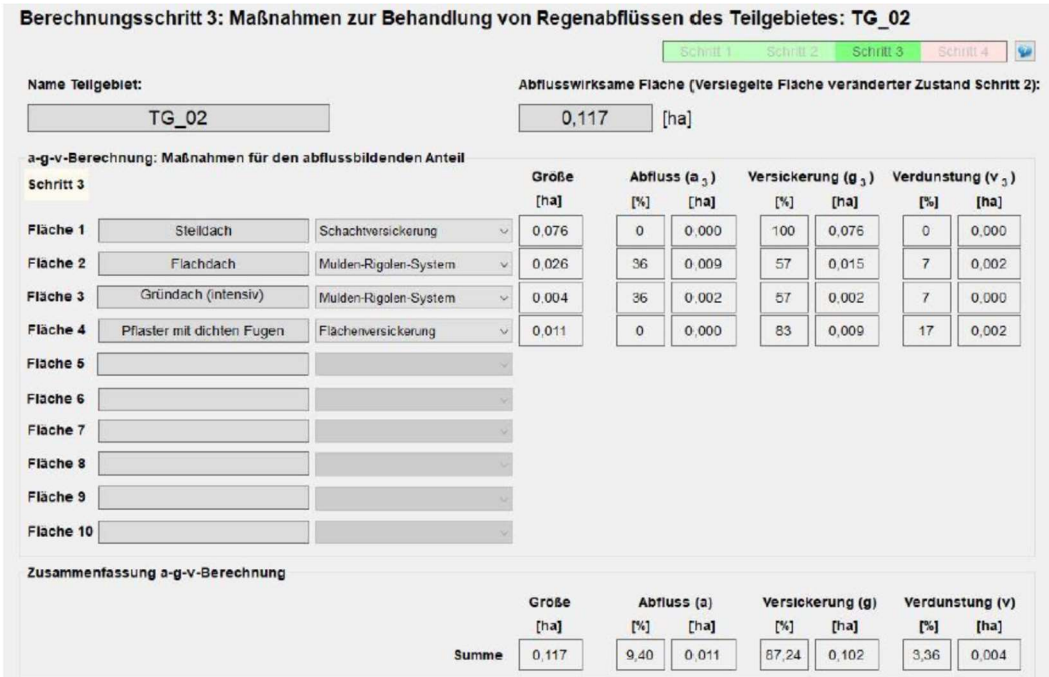 Berechnungsschritt 3: Maßnahmen zur Behandlung von Regenabflüssen des Teilgebietes: TG_02
Schritt 1 Schritt 2 Schritt 3 Schritt 4
Name Teilgebiet: Abflusswirksame Fläche (Versiegelte Fläche veränderter Zustand Schritt 2):
TG_02 0,117 [ha]
a-g-v-Berechnung: Maßnahmen für den abflussbildenden Anteil
Schritt 3 Größe Abfluss (a3) Versickerung (g3) Verdunstung (v3)
[ha] [%] [ha] [%] [ha] [%] [ha]
Fläche 1 Steildach Schachtversickerung 0,076 0 0,000 100 0,076 0 0,000
Fläche 2 Flachdach Mulden-Rigolen-System 0,026 36 0,009 57 0,015 7 0,002
Fläche 3 Gründach (intensiv) Mulden-Rigolen-System 0,004 36 0,002 57 0,002 7 0,000
Fläche 4 Pflaster mit dichten Fugen Flächenversickerung 0,011 0 0,000 83 0,009 17 0,002
Fläche 5
Fläche 6
Fläche 7
Fläche 8
Fläche 9
Fläche 10
Zusammenfassung a-g-v-Berechnung
Größe Abfluss (a) Versickerung (g) Verdunstung (v)
[ha] [%] [ha] [%] [ha] [%] [ha]
Summe 0,117 9,40 0,011 87,24 0,102 3,36 0,004